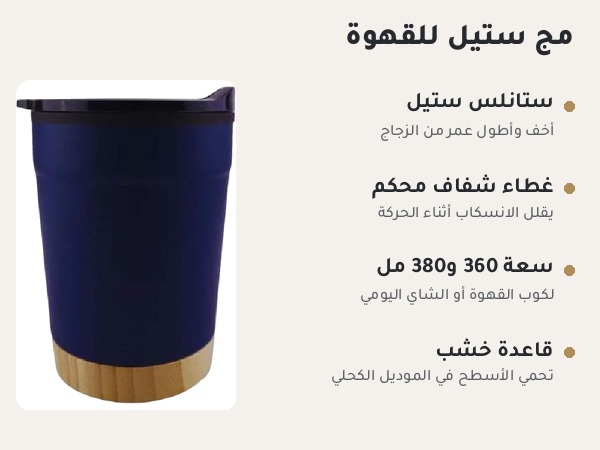 مج ستيل للقهوة
ستانلس ستيل
أخف وأطول عمر من الزجاج
غطاء شفاف محكم
يقلل الانسكاب أثناء الحركة
سعة 360 و380 مل
لكوب القهوة أو الشاي اليومي
قاعدة خشب
تحمي الأسطح في الموديل الكحلي